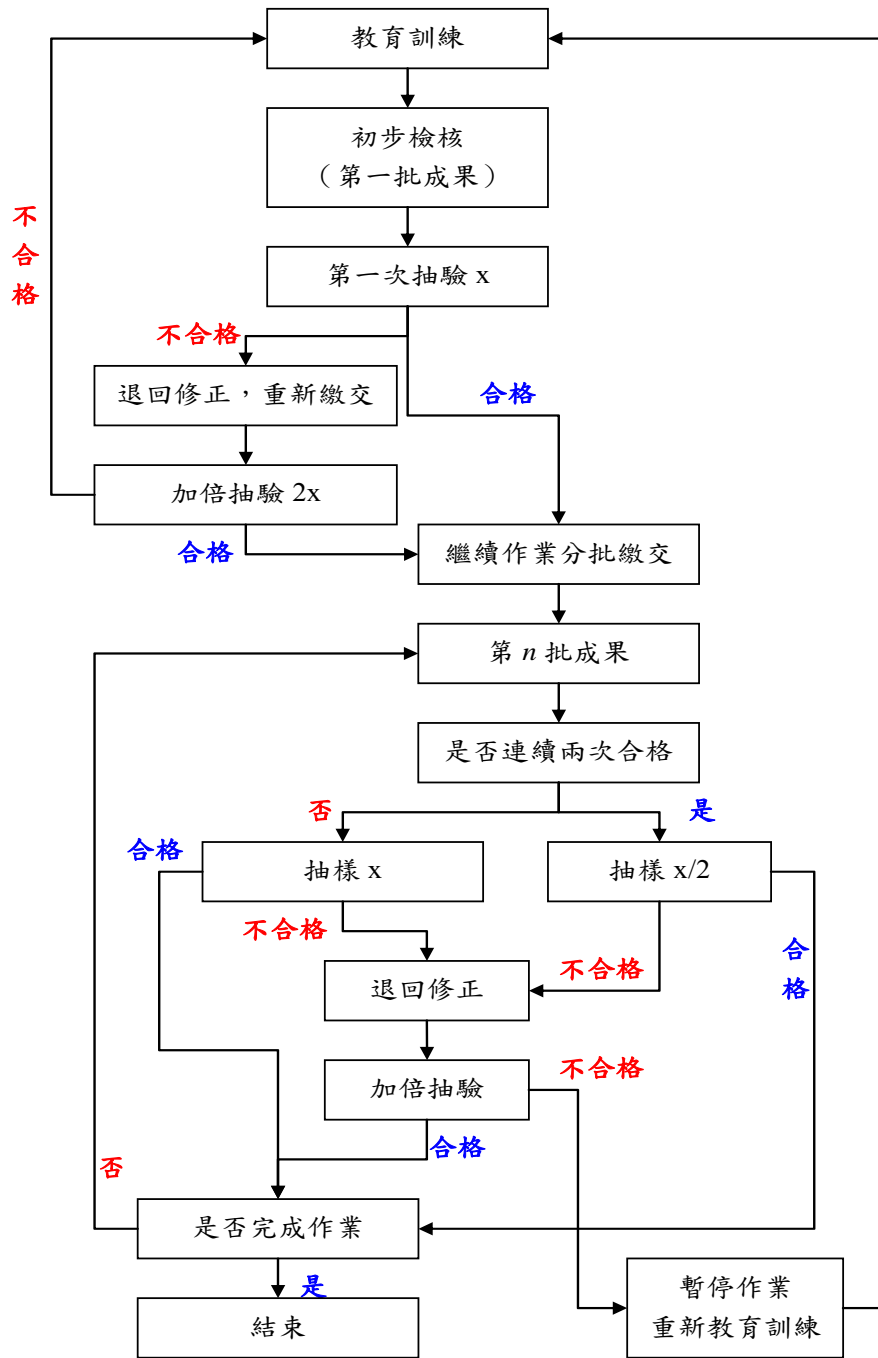 教育訓練
初步檢核
（第一批成果）
不
合
格
第一次抽驗 x
不合格
退回修正，重新繳交
合格
加倍抽驗 2x
合格
繼續作業分批繳交
第 n 批成果
是否連續兩次合格
否
是
合格
抽樣 x
抽樣 x/2
不合格
不合格
合
格
退回修正
加倍抽驗
不合格
合格
否
是否完成作業
是
結束
暫停作業
重新教育訓練